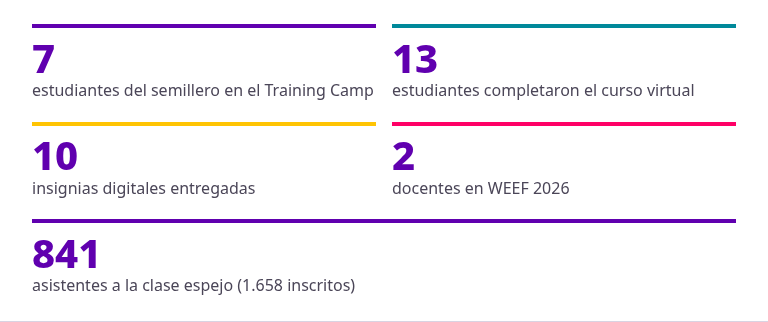 7
estudiantes del semillero en el Training Camp
13
estudiantes completaron el curso virtual
10
insignias digitales entregadas
2
docentes en WEEF 2026
841
asistentes a la clase espejo (1.658 inscritos)